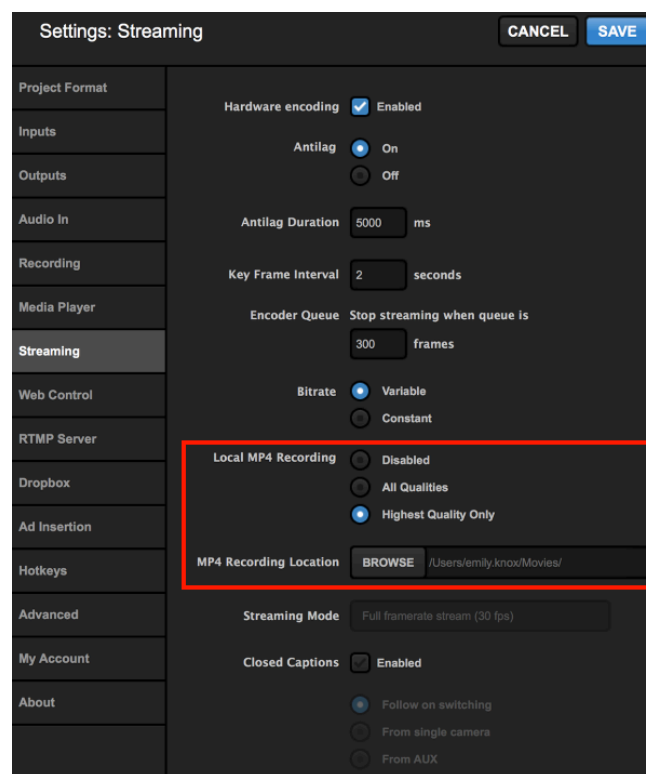 Settings: Streaming
CANCEL
SAVE
Project Format
Inputs
Outputs
Audio In
Recording
Media Player
Streaming
Web Control
RTMP Server
Dropbox
Ad Insertion
Hotkeys
Advanced
My Account
About
Hardware encoding Enabled
Antilag On
Off
Antilag Duration 5000 ms
Key Frame Interval 2 seconds
Encoder Queue Stop streaming when queue is
300 frames
Bitrate Variable
Constant
Local MP4 Recording Disabled
All Qualities
Highest Quality Only
MP4 Recording Location BROWSE /Users/emily.knox/Movies/
Streaming Mode Full framerate stream (30 fps)
Closed Captions Enabled
Follow on switching
From single camera
From AUX